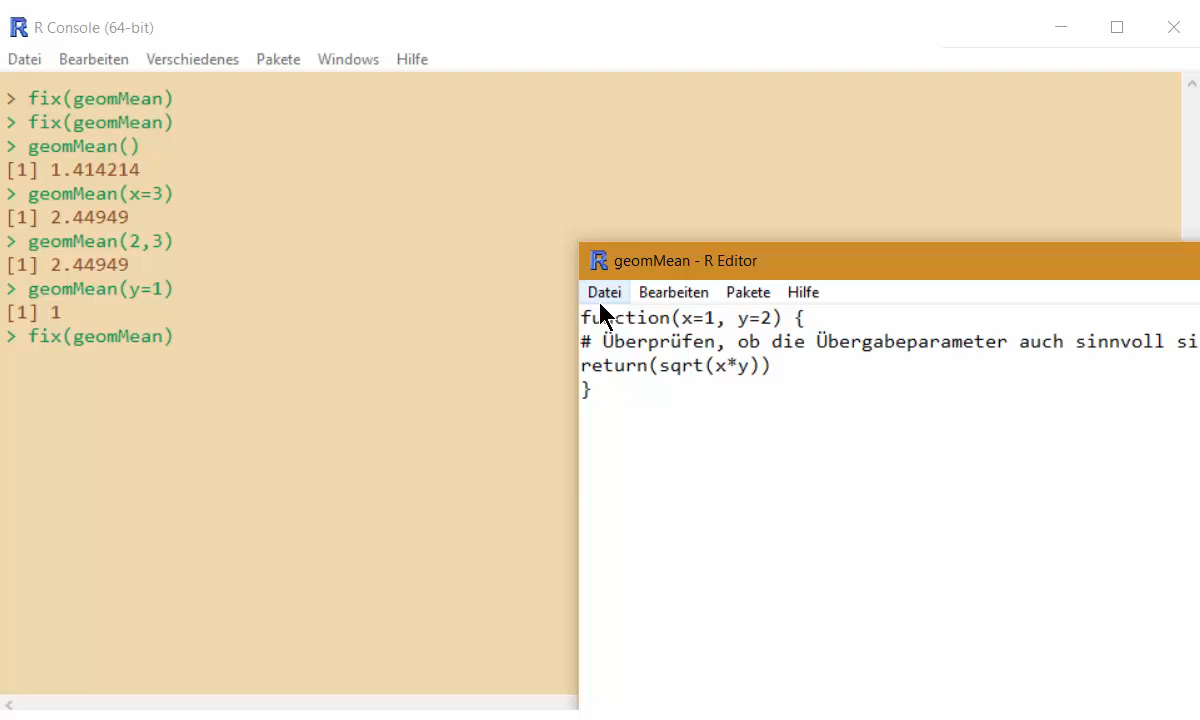 R Console (64-bit)
Datei Bearbeiten Verschiedenes Pakete Windows Hilfe
> fix(geomMean)
> fix(geomMean)
> geomMean()
[1] 1.414214
> geomMean(x=3)
[1] 2.44949
> geomMean(2,3)
[1] 2.44949
> geomMean(y=1)
[1] 1
> fix(geomMean)
geomMean - R Editor
Datei Bearbeiten Pakete Hilfe
function(x=1, y=2) {
# Überprüfen, ob die Übergabeparameter auch sinnvoll si
return(sqrt(x*y))
}